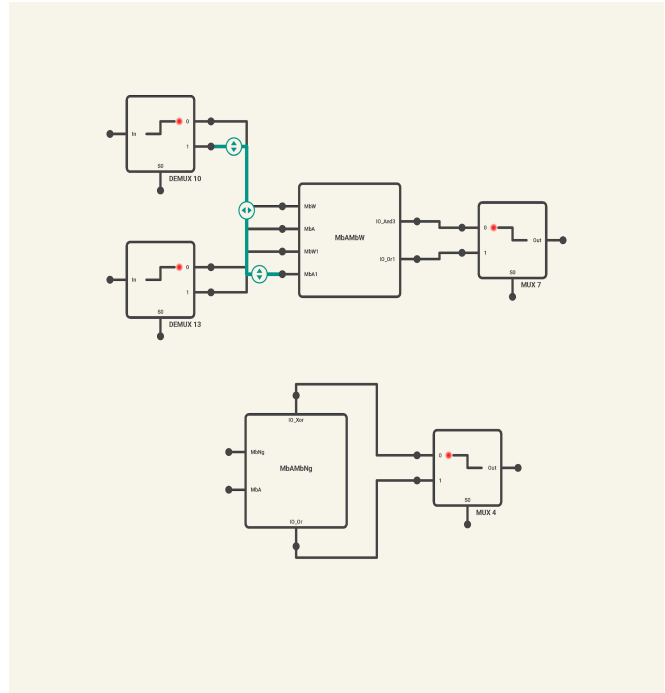 0
In
1
S0
DEMUX 10
MbW
MbA
MbW1
MbA1
MbAMbW
IO_And3
IO_Or1
0
Out
1
S0
MUX 7
0
In
1
S0
DEMUX 13
IO_Xor
MbNg
MbAMbNg
MbA
IO_Or
0
Out
1
S0
MUX 4